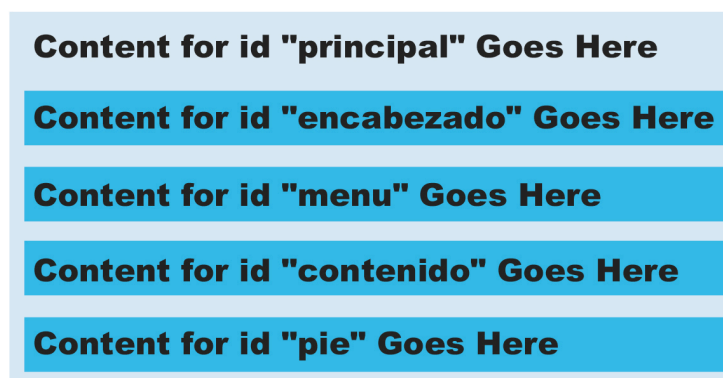 Content for id "principal" Goes Here
Content for id "encabezado" Goes Here
Content for id "menu" Goes Here
Content for id "contenido" Goes Here
Content for id "pie" Goes Here